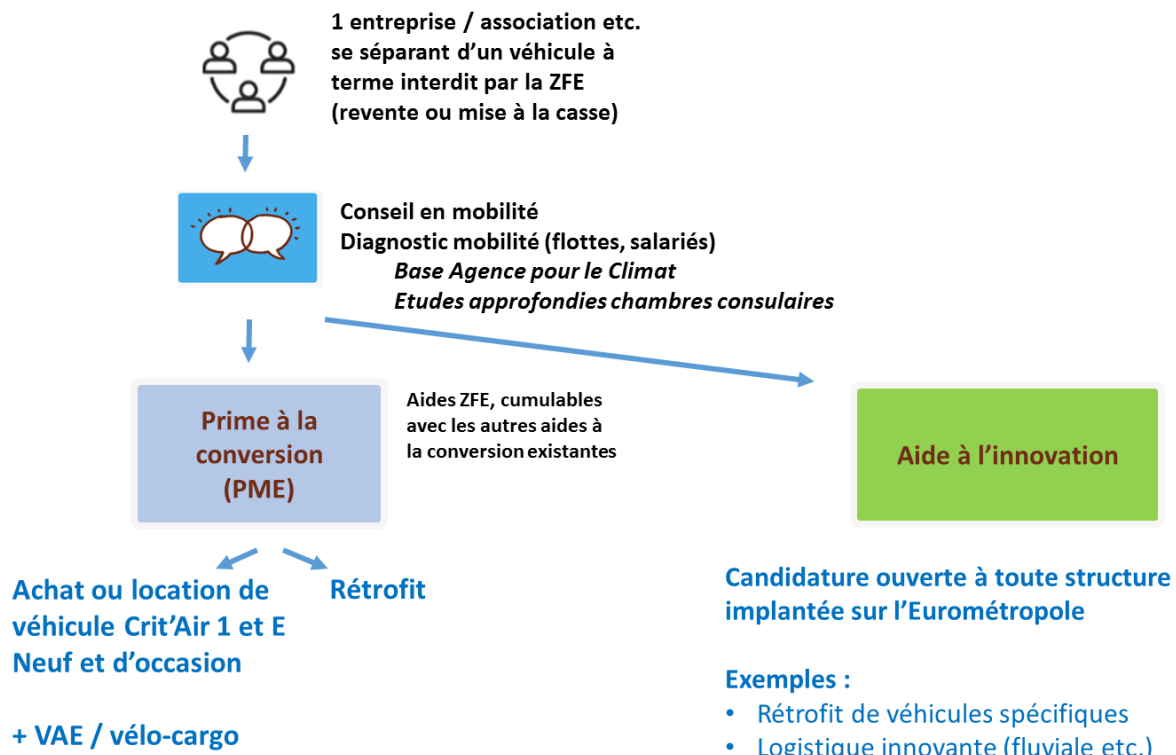 1 entreprise / association etc.
se séparant d’un véhicule à
terme interdit par la ZFE
(revente ou mise à la casse)
Conseil en mobilité
Diagnostic mobilité (flottes, salariés)
Base Agence pour le Climat
Etudes approfondies chambres consulaires
Prime à la
conversion
(PME)
Aides ZFE, cumulables
avec les autres aides à
la conversion existantes
Aide à l’innovation
Achat ou location de
véhicule Crit’Air 1 et E
Neuf et d’occasion
+ VAE / vélo-cargo
Rétrofit
Candidature ouverte à toute structure
implantée sur l’Eurométropole
Exemples :
• Rétrofit de véhicules spécifiques
• Logistique innovante (fluviale etc.)